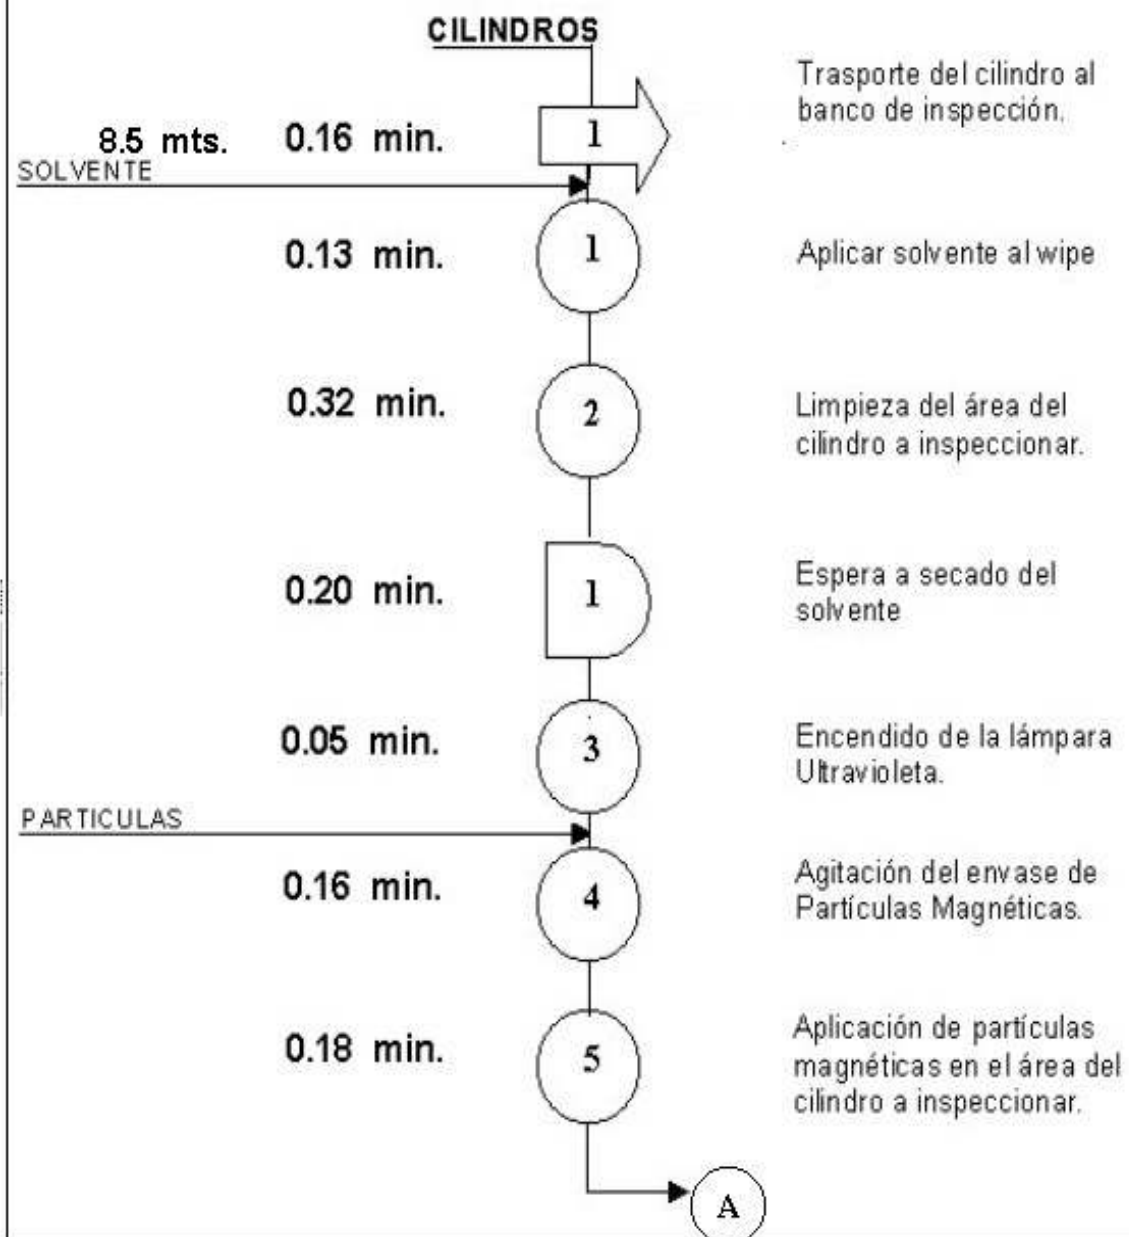 CILINDROS
Trasporte del cilindro al
banco de inspección.
8.5 mts. 0.16 min. 1
SOLVENTE
0.13 min. 1 Aplicar solvente al wipe
0.32 min. 2 Limpieza del área del
cilindro a inspeccionar.
0.20 min. 1 Espera a secado del
solvente
0.05 min. 3 Encendido de la lámpara
Ultravioleta.
PARTICULAS
0.16 min. 4 Agitación del envase de
Partículas Magnéticas.
0.18 min. 5 Aplicación de partículas
magnéticas en el área del
cilindro a inspeccionar.
A